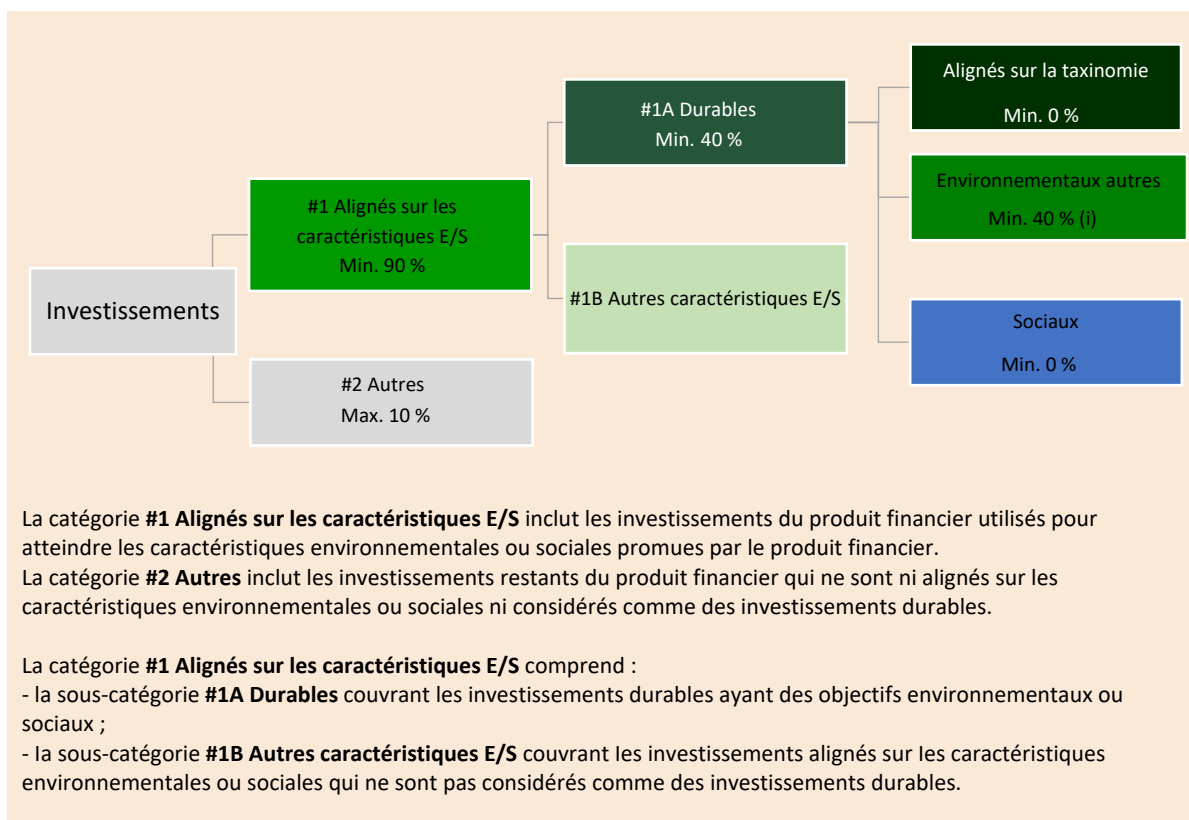 Investissements
#1 Alignés sur les
caractéristiques E/S
Min. 90 %
#2 Autres
Max. 10 %
#1A Durables
Min. 40 %
#1B Autres caractéristiques E/S
Alignés sur la taxinomie
Min. 0 %
Environnementaux autres
Min. 40 % (i)
Sociaux
Min. 0 %
La catégorie #1 Alignés sur les caractéristiques E/S inclut les investissements du produit financier utilisés pour
atteindre les caractéristiques environnementales ou sociales promues par le produit financier.
La catégorie #2 Autres inclut les investissements restants du produit financier qui ne sont ni alignés sur les
caractéristiques environnementales ou sociales ni considérés comme des investissements durables.
La catégorie #1 Alignés sur les caractéristiques E/S comprend :
- la sous-catégorie #1A Durables couvrant les investissements durables ayant des objectifs environnementaux ou
sociaux ;
- la sous-catégorie #1B Autres caractéristiques E/S couvrant les investissements alignés sur les caractéristiques
environnementales ou sociales qui ne sont pas considérés comme des investissements durables.